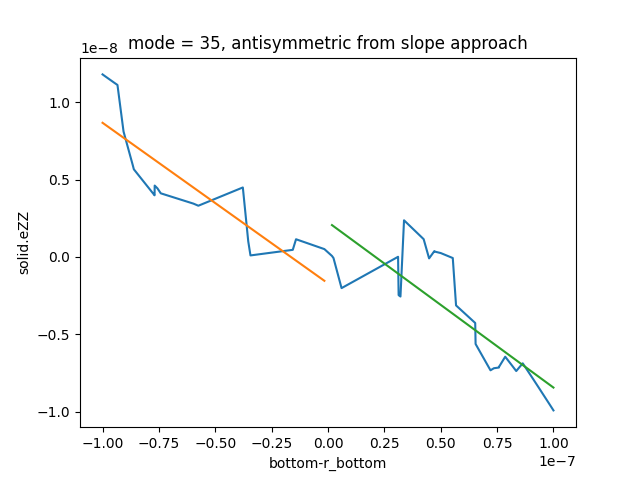 mode = 35, antisymmetric from slope approach
1e−8
1.0
0.5
0.0
−0.5
−1.0
solid.eZZ
−1.00 −0.75 −0.50 −0.25 0.00 0.25 0.50 0.75 1.00
bottom-r_bottom
1e−7